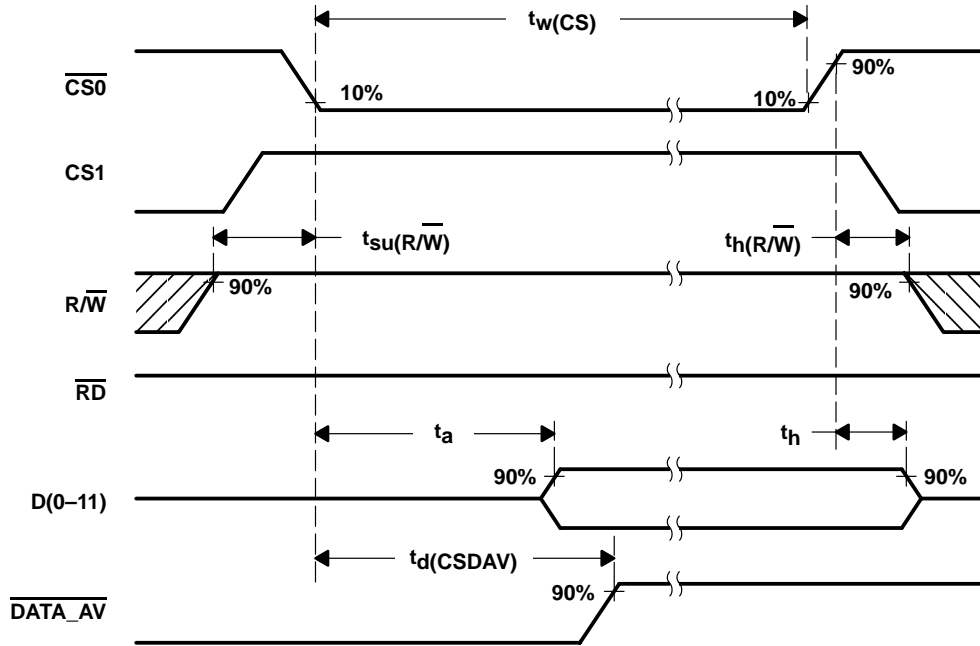 tw(CS)
CS0
90%
10%
10%
CS1
tsu(R/W)
th(R/W)
R/W
90%
90%
RD
ta
th
90%
90%
D(0–11)
td(CSDAV)
90%
DATA_AV